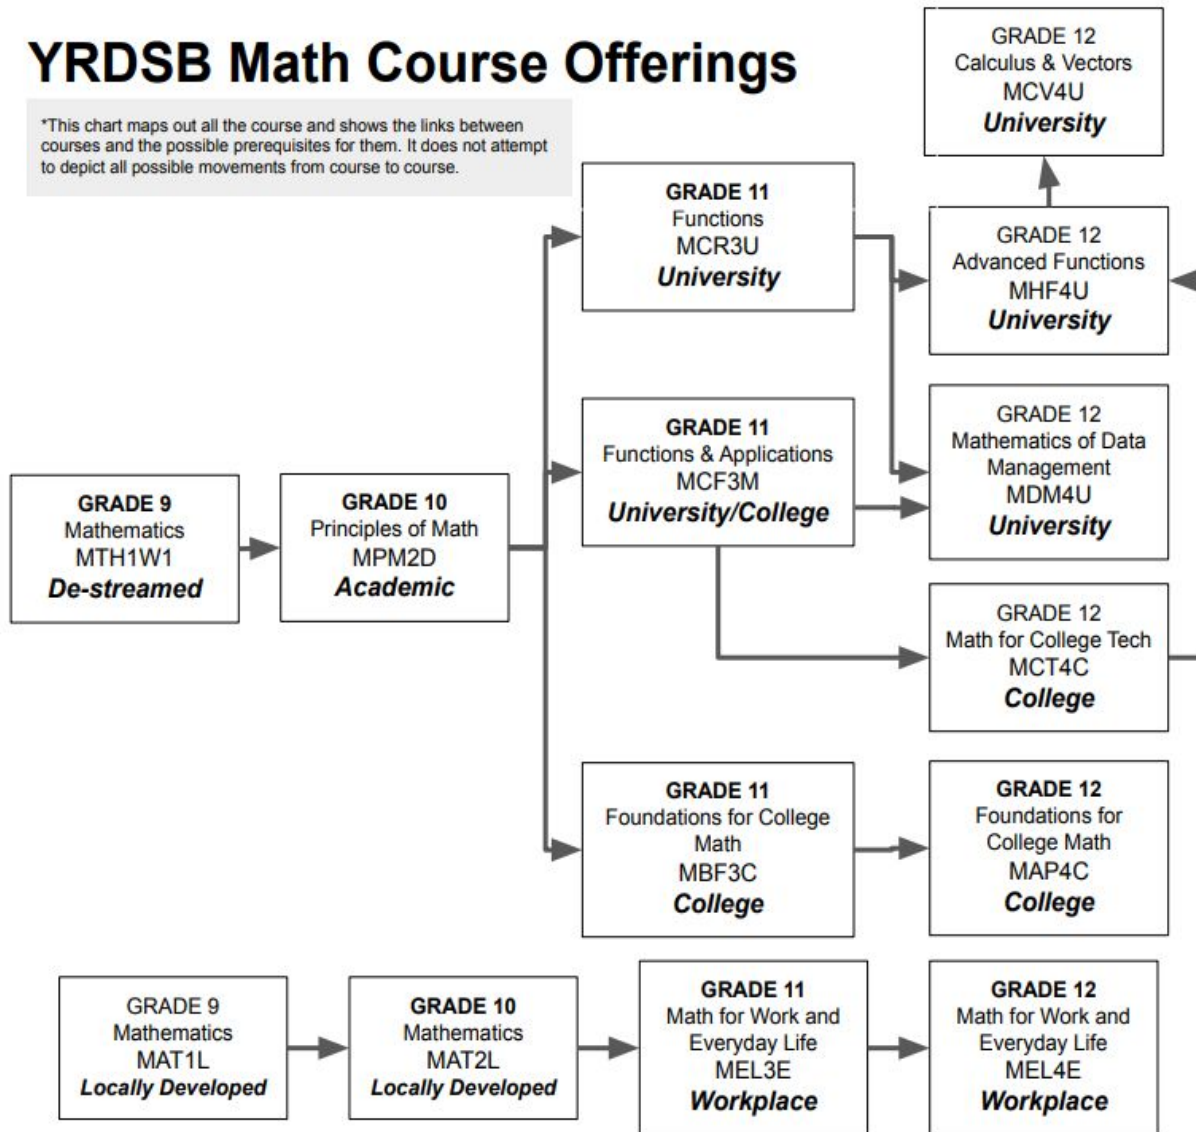 YRDSB Math Course Offerings
*This chart maps out all the course and shows the links between
courses and the possible prerequisites for them. It does not attempt
to depict all possible movements from course to course.
GRADE 12
Calculus & Vectors
MCV4U
University
GRADE 11
Functions
MCR3U
University
GRADE 12
Advanced Functions
MHF4U
University
GRADE 11
Functions & Applications
MCF3M
University/College
GRADE 12
Mathematics of Data
Management
MDM4U
University
GRADE 9
Mathematics
MTH1W1
De-streamed
GRADE 10
Principles of Math
MPM2D
Academic
GRADE 12
Math for College Tech
MCT4C
College
GRADE 11
Foundations for College
Math
MBF3C
College
GRADE 12
Foundations for
College Math
MAP4C
College
GRADE 9
Mathematics
MAT1L
Locally Developed
GRADE 10
Mathematics
MAT2L
Locally Developed
GRADE 11
Math for Work and
Everyday Life
MEL3E
Workplace
GRADE 12
Math for Work and
Everyday Life
MEL4E
Workplace